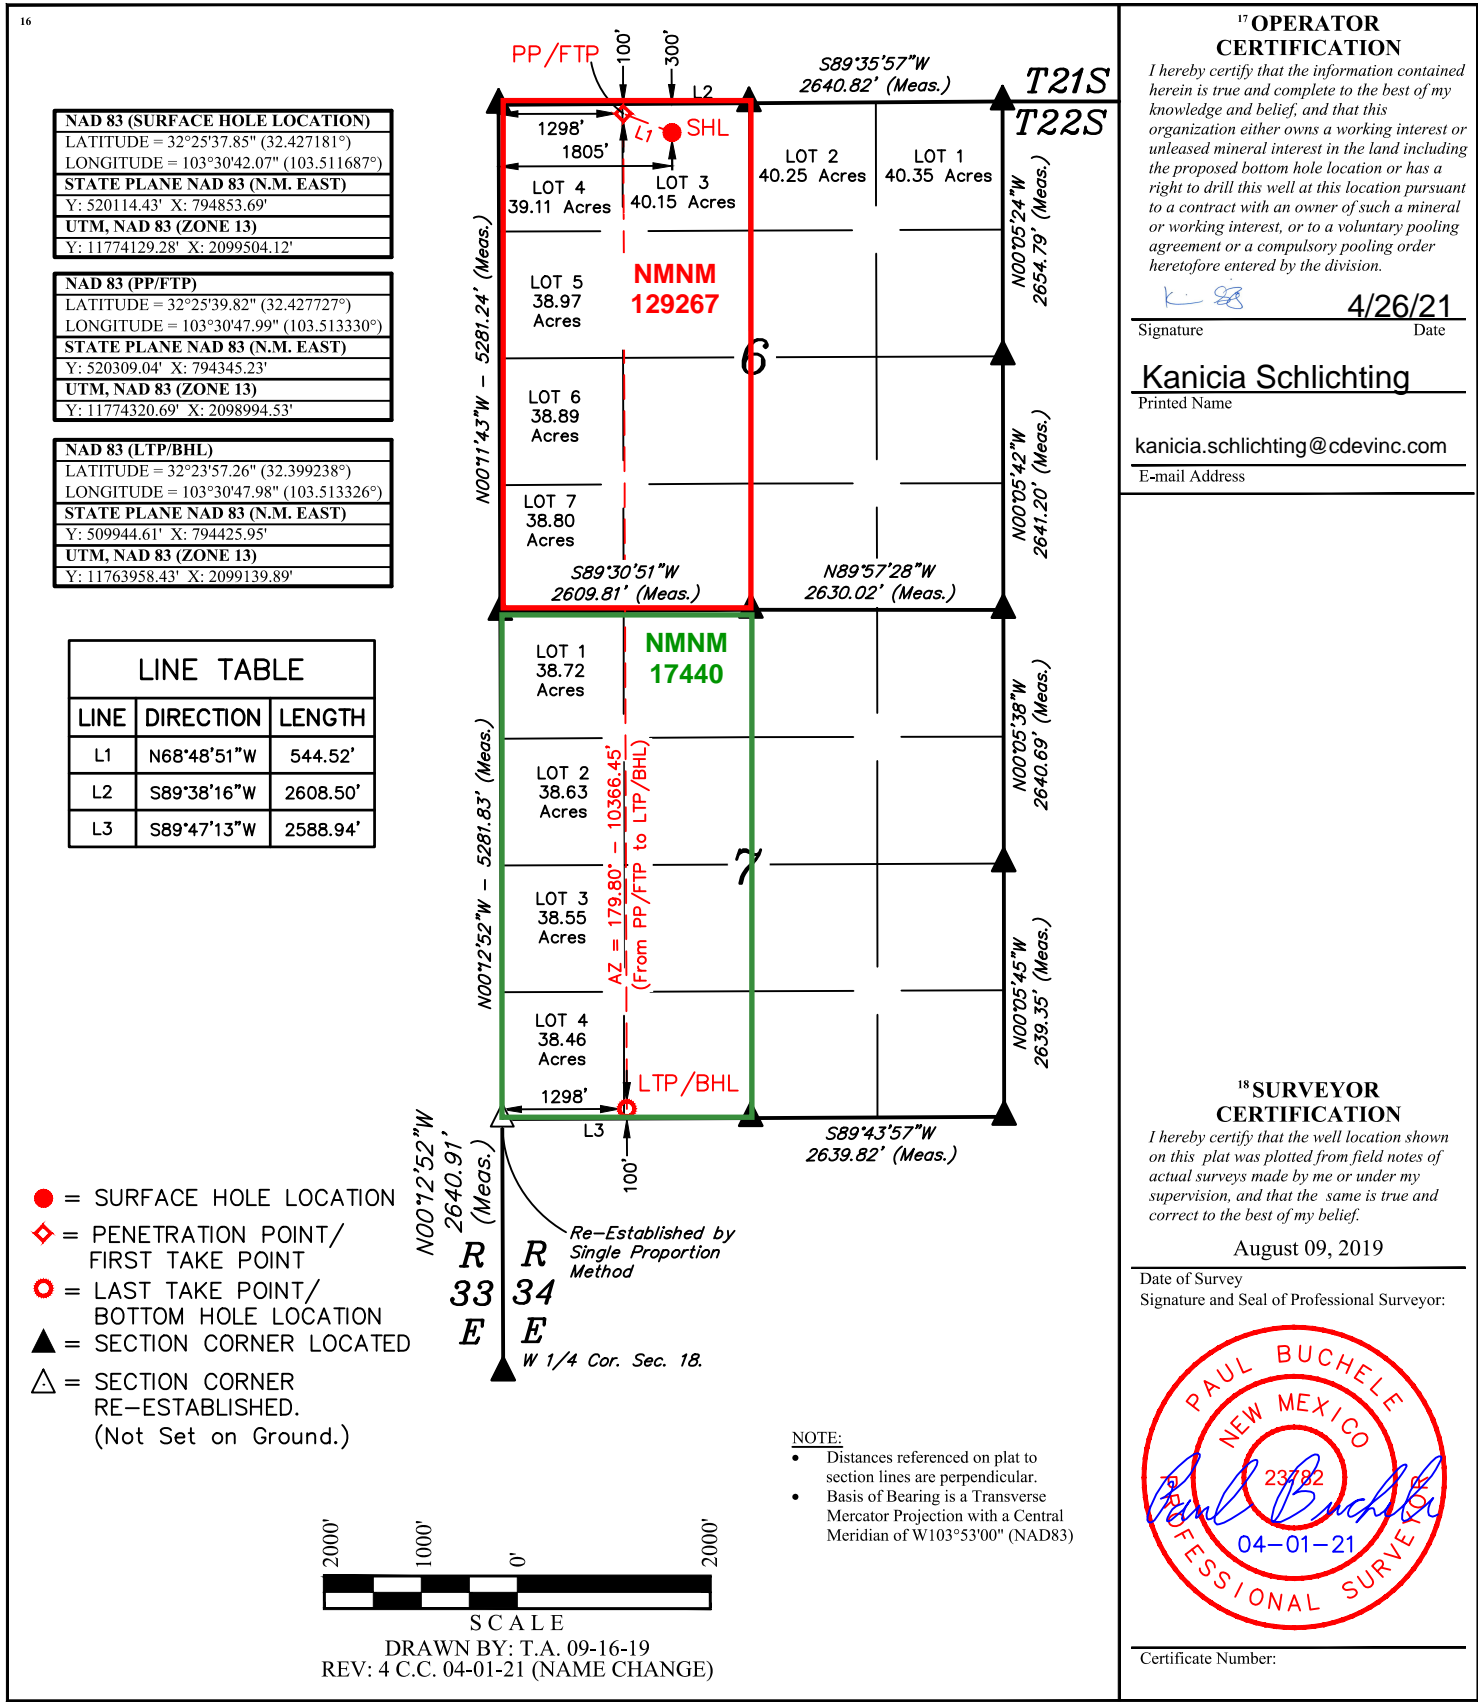 16
NAD 83 (SURFACE HOLE LOCATION)
LATITUDE = 32°25'37.85" (32.427181°)
LONGITUDE = 103°30'42.07" (103.511687°)
STATE PLANE NAD 83 (N.M. EAST)
Y: 520114.43' X: 794853.69'
UTM, NAD 83 (ZONE 13)
Y: 11774129.28' X: 2099504.12'
NAD 83 (PP/FTP)
LATITUDE = 32°25'39.82" (32.427727°)
LONGITUDE = 103°30'47.99" (103.513330°)
STATE PLANE NAD 83 (N.M. EAST)
Y: 520309.04' X: 794345.23'
UTM, NAD 83 (ZONE 13)
Y: 11774320.69' X: 2098994.53'
NAD 83 (LTP/BHL)
LATITUDE = 32°23'57.26" (32.399238°)
LONGITUDE = 103°30'47.98" (103.513326°)
STATE PLANE NAD 83 (N.M. EAST)
Y: 509944.61' X: 794425.95'
UTM, NAD 83 (ZONE 13)
Y: 11763958.43' X: 2099139.89'
LINE TABLE
LINE DIRECTION LENGTH
L1 N68°48'51"W 544.52'
L2 S89°38'16"W 2608.50'
L3 S89°47'13"W 2588.94'
PP/FTP
100'
300'
L2
S89°35'57"W
2640.82' (Meas.)
T21S
T22S
1298'
L1
SHL
1805'
LOT 4
39.11 Acres
LOT 3
40.15 Acres
LOT 2
40.25 Acres
LOT 1
40.35 Acres
N00°11'43"W - 5281.24' (Meas.)
N00°05'24"W
2654.79' (Meas.)
LOT 5
38.97
Acres
NMNM
129267
6
LOT 6
38.89
Acres
N00°05'42"W
2641.20' (Meas.)
LOT 7
38.80
Acres
S89°30'51"W
2609.81' (Meas.)
N89°57'28"W
2630.02' (Meas.)
LOT 1
38.72
Acres
NMNM
17440
N00°12'52"W - 5281.83' (Meas.)
N00°05'38"W
2640.69' (Meas.)
LOT 2
38.63
Acres
AZ = 179.80° - 10366.45'
(From PP/FTP to LTP/BHL)
7
LOT 3
38.55
Acres
N00°05'45"W
2639.35' (Meas.)
LOT 4
38.46
Acres
LTP/BHL
1298'
L3
100'
S89°43'57"W
2639.82' (Meas.)
N00°12'52"W
2640.91'
(Meas.)
Re-Established by
Single Proportion
Method
R R
33 34
E E
W 1/4 Cor. Sec. 18.
= SURFACE HOLE LOCATION
= PENETRATION POINT/
FIRST TAKE POINT
= LAST TAKE POINT/
BOTTOM HOLE LOCATION
= SECTION CORNER LOCATED
= SECTION CORNER
RE-ESTABLISHED.
(Not Set on Ground.)
NOTE:
• Distances referenced on plat to
section lines are perpendicular.
• Basis of Bearing is a Transverse
Mercator Projection with a Central
Meridian of W103°53'00" (NAD83)
2000' 1000' 0' 2000'
SCALE
DRAWN BY: T.A. 09-16-19
REV: 4 C.C. 04-01-21 (NAME CHANGE)
17 OPERATOR
CERTIFICATION
I hereby certify that the information contained
herein is true and complete to the best of my
knowledge and belief, and that this
organization either owns a working interest or
unleased mineral interest in the land including
the proposed bottom hole location or has a
right to drill this well at this location pursuant
to a contract with an owner of such a mineral
or working interest, or to a voluntary pooling
agreement or a compulsory pooling order
heretofore entered by the division.
4/26/21
Signature Date
Kanicia Schlichting
Printed Name
kanicia.schlichting@cdevinc.com
E-mail Address
18 SURVEYOR
CERTIFICATION
I hereby certify that the well location shown
on this plat was plotted from field notes of
actual surveys made by me or under my
supervision, and that the same is true and
correct to the best of my belief.
August 09, 2019
Date of Survey
Signature and Seal of Professional Surveyor:
PAUL BUCHELE
NEW MEXICO
23782
Paul Buchele
04-01-21
PROFESSIONAL SURVEYOR
Certificate Number: